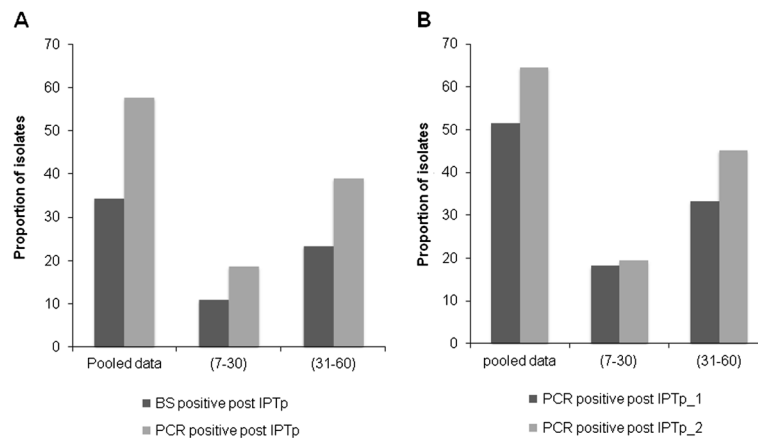 A
Proportion of isolates
70
60
50
40
30
20
10
0
Pooled data (7-30) (31-60)
BS positive post IPTp
PCR positive post IPTp
B
Proportion of isolates
70
60
50
40
30
20
10
0
pooled data (7-30) (31-60)
PCR positive post IPTp_1
PCR positive post IPTp_2